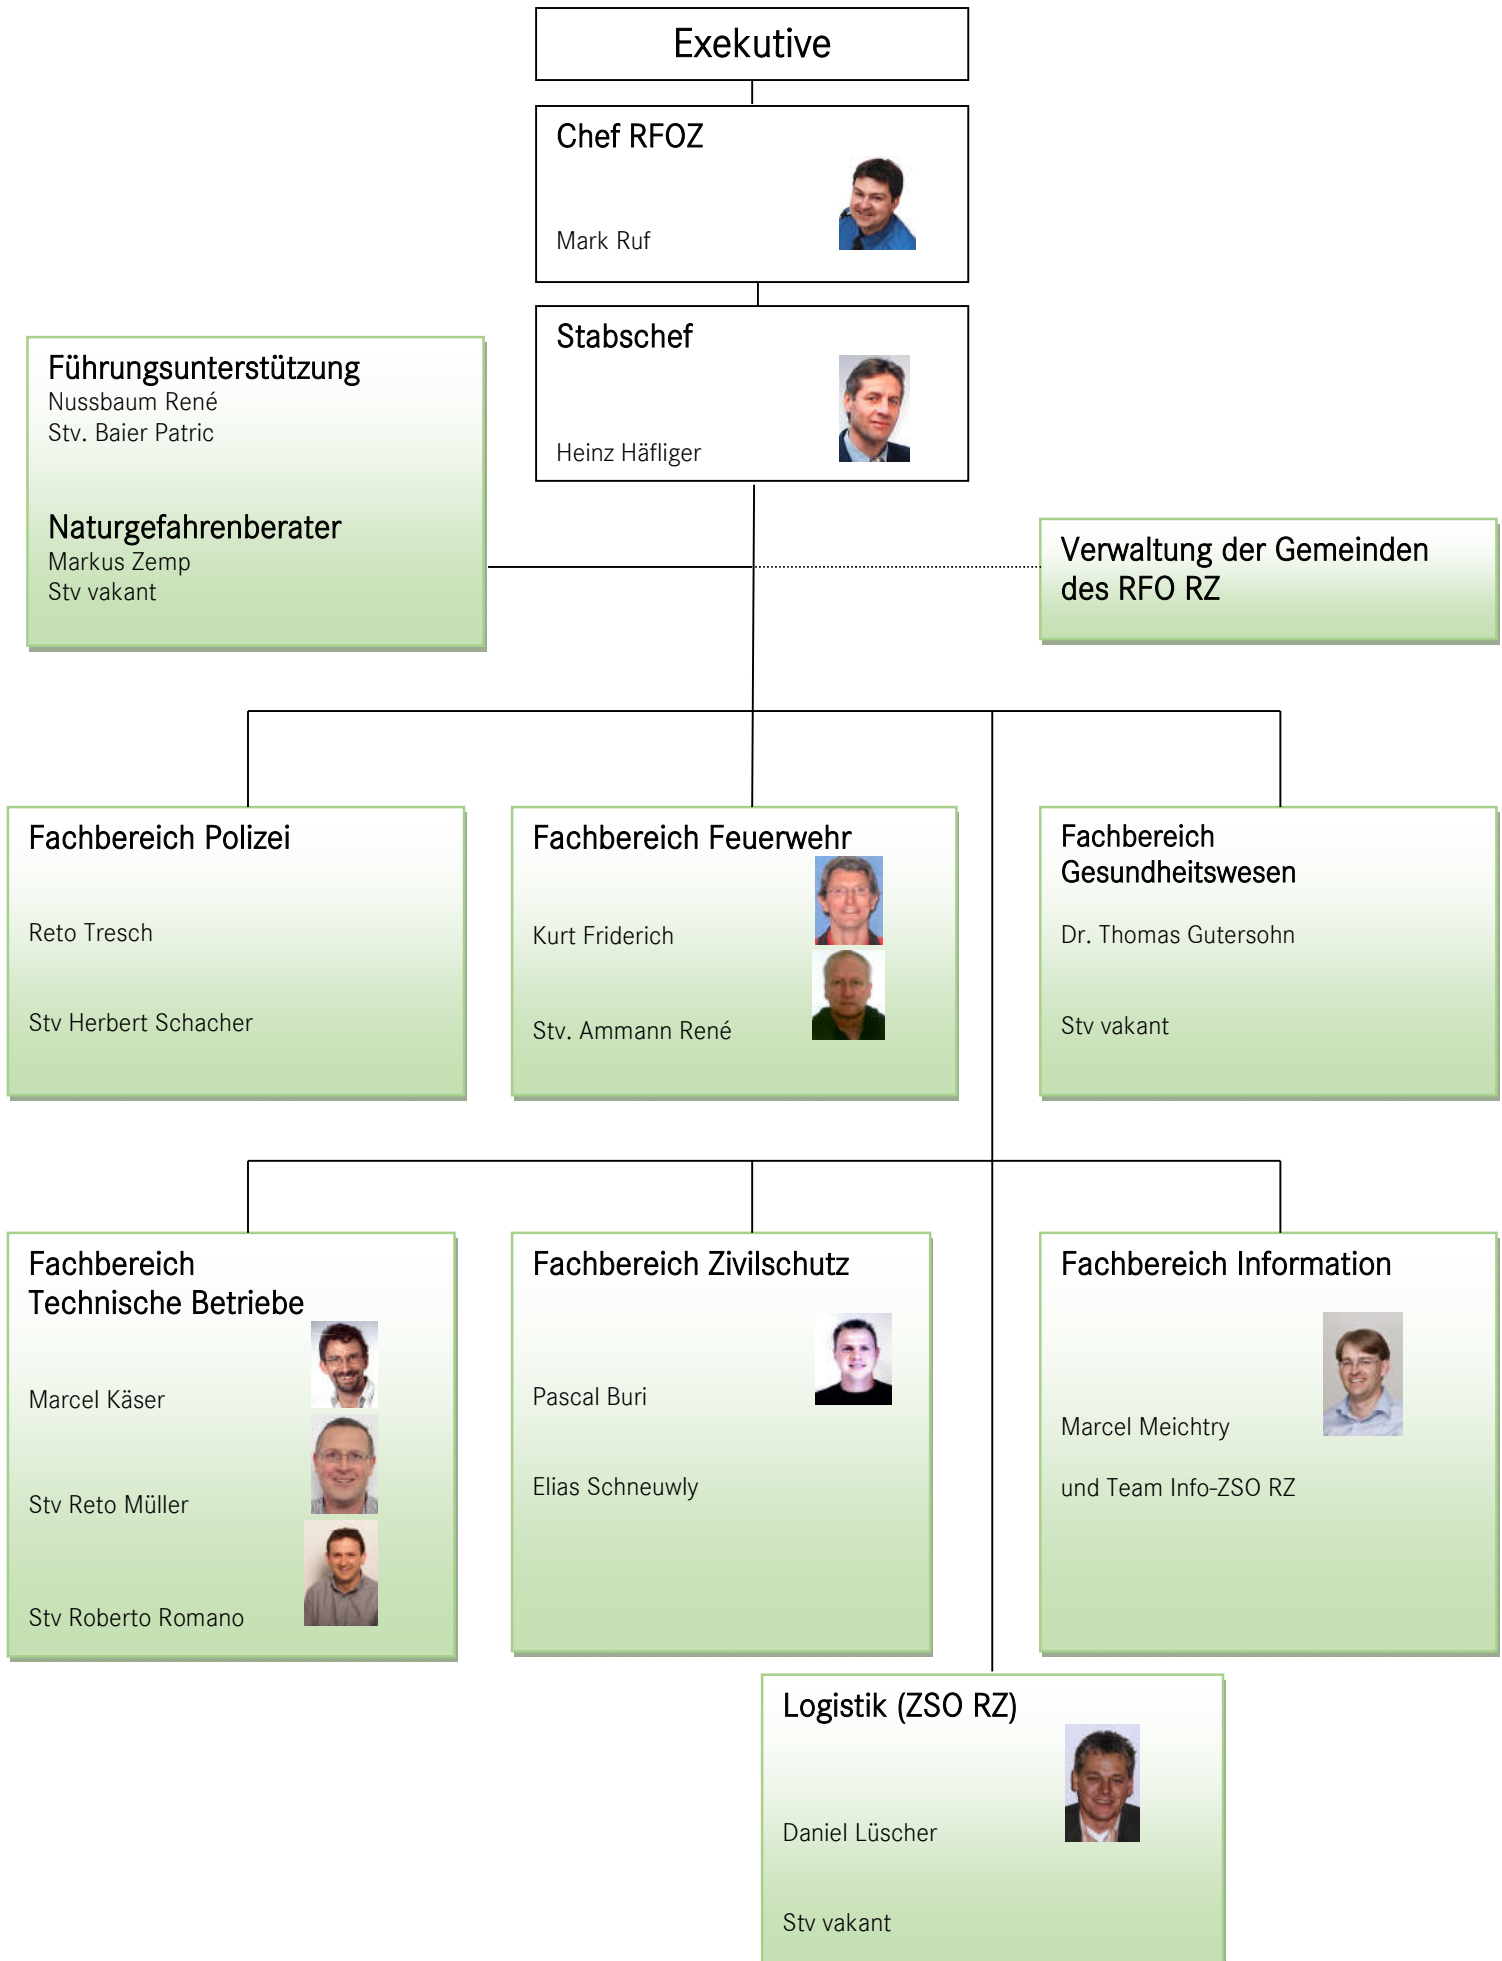 Exekutive
Chef RFOZ
Mark Ruf
Stabschef
Heinz Häfliger
Führungsunterstützung
Nussbaum René
Stv. Baier Patric
Naturgefahrenberater
Markus Zemp
Stv vakant
Verwaltung der Gemeinden
des RFO RZ
Fachbereich Polizei
Reto Tresch
Stv Herbert Schacher
Fachbereich Feuerwehr
Kurt Friderich
Stv. Ammann René
Fachbereich
Gesundheitswesen
Dr. Thomas Gutersohn
Stv vakant
Fachbereich
Technische Betriebe
Marcel Käser
Stv Reto Müller
Stv Roberto Romano
Fachbereich Zivilschutz
Pascal Buri
Elias Schneuwly
Fachbereich Information
Marcel Meichtry
und Team Info-ZSO RZ
Logistik (ZSO RZ)
Daniel Lüscher
Stv vakant